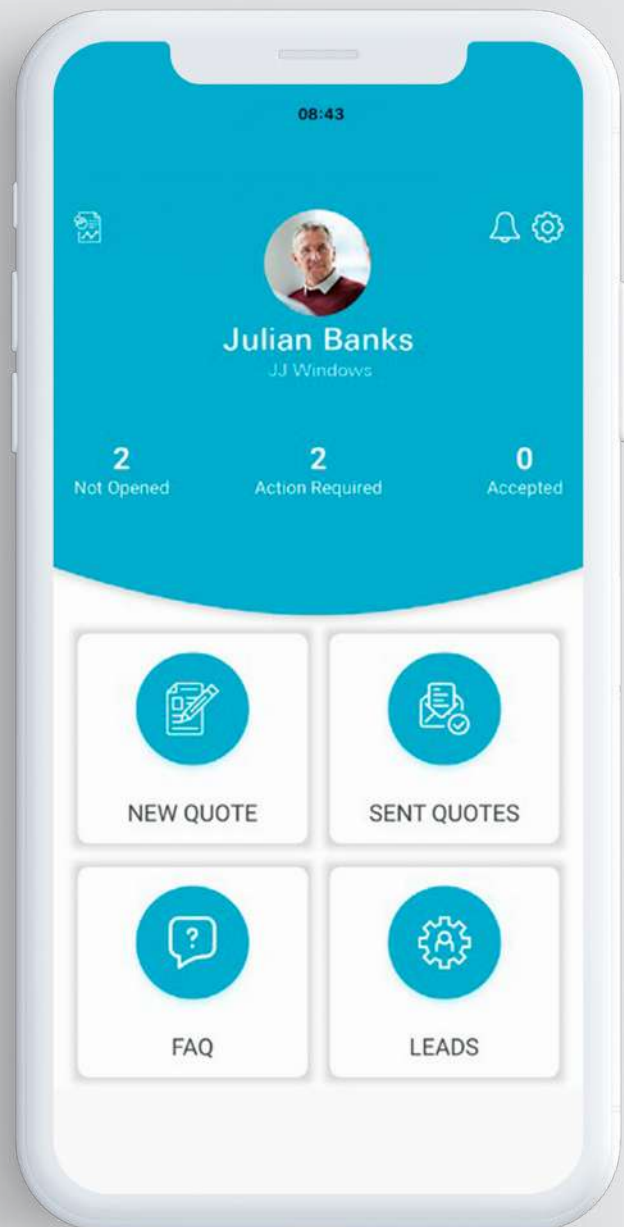 08:43
Julian Banks
JJ Windows
2 2 0
Not Opened Action Required Accepted
NEW QUOTE SENT QUOTES
?
FAQ LEADS